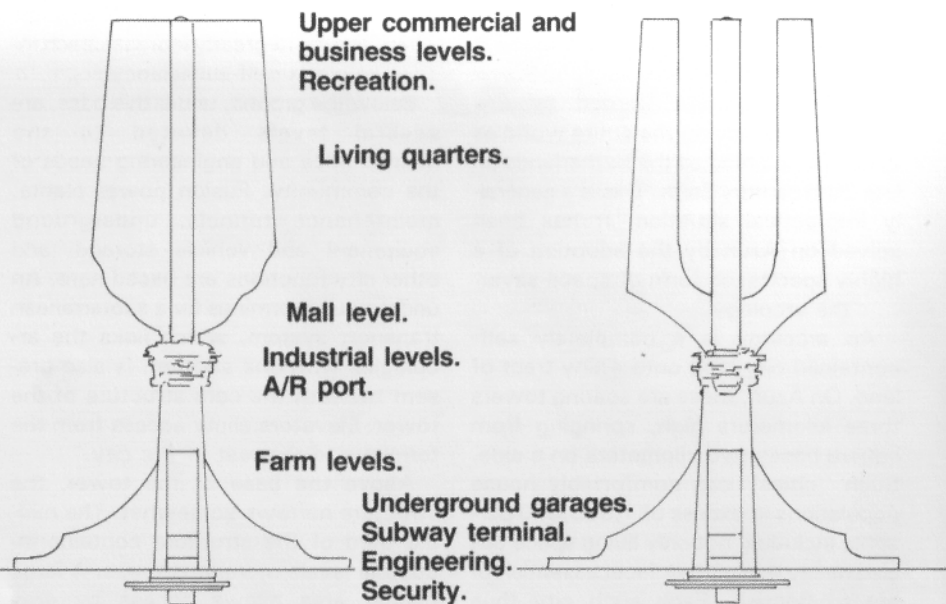 Upper commercial and
business levels.
Recreation.
Living quarters.
Mall level.
Industrial levels.
A/R port.
Farm levels.
Underground garages.
Subway terminal.
Engineering.
Security.